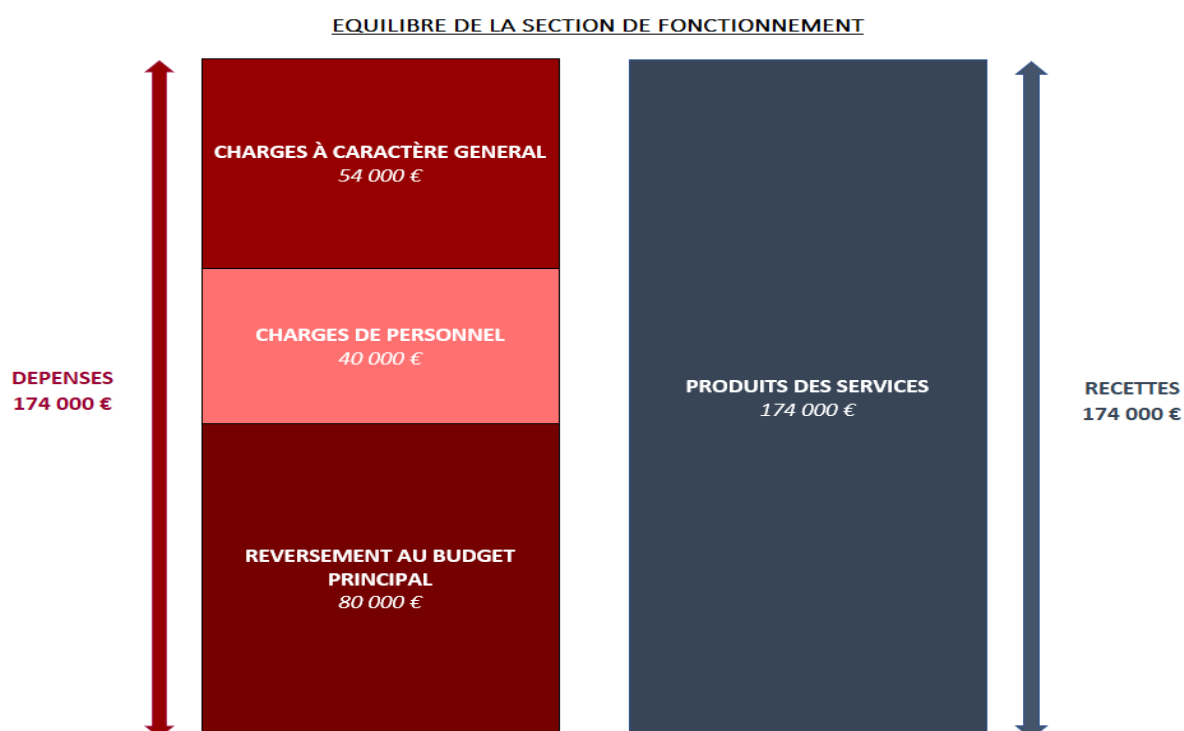 EQUILIBRE DE LA SECTION DE FONCTIONNEMENT
DEPENSES
174 000 €
CHARGES À CARACTÈRE GENERAL
54 000 €
CHARGES DE PERSONNEL
40 000 €
REVERSEMENT AU BUDGET
PRINCIPAL
80 000 €
PRODUITS DES SERVICES
174 000 €
RECETTES
174 000 €